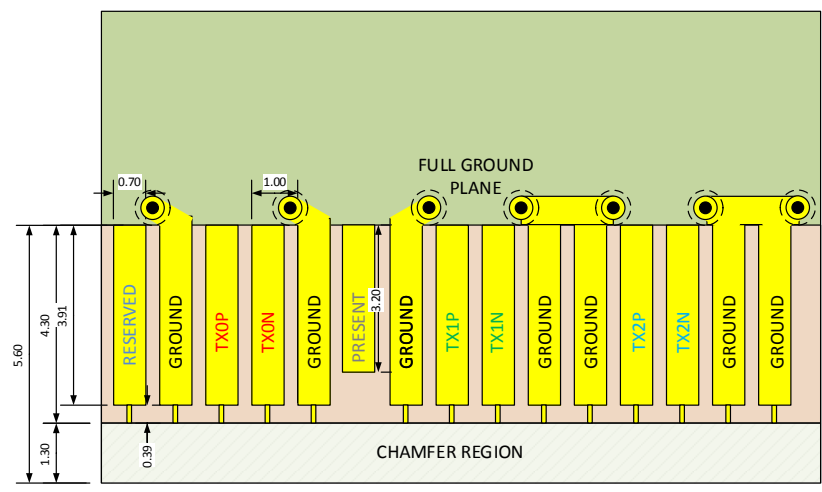 FULL GROUND
PLANE
0.70
1.00
RESERVED
GROUND
TX0P
TX0N
GROUND
PRESENT
3.20
GROUND
TX1P
TX1N
GROUND
GROUND
TX2P
TX2N
GROUND
GROUND
5.60
4.30
3.91
1.30
0.39
CHAMFER REGION